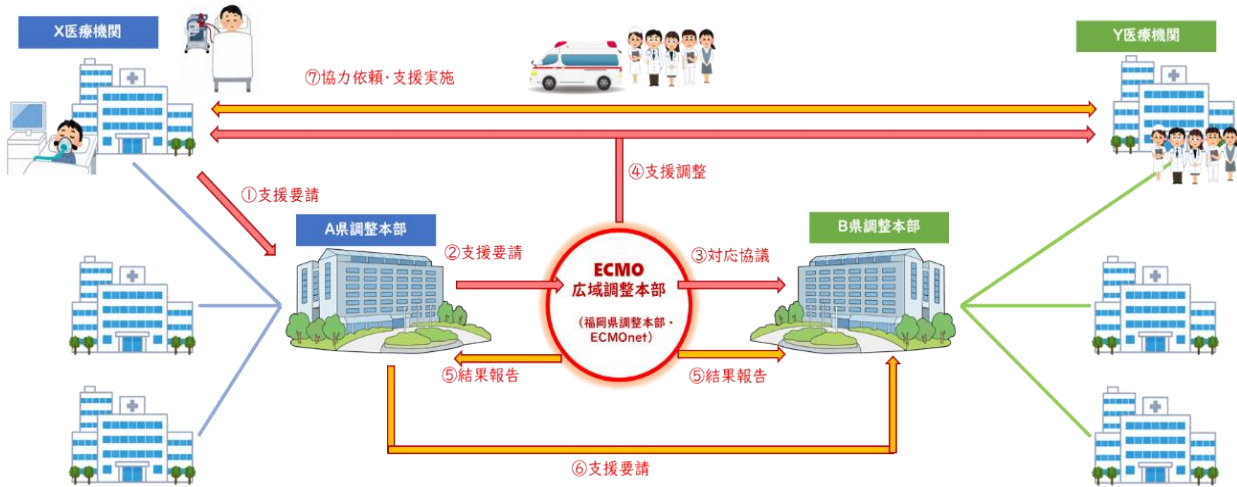 X医療機関
Y医療機関
⑦協力依頼・支援実施
④支援調整
①支援要請
A県調整本部
B県調整本部
②支援要請
③対応協議
ECMO
広域調整本部
(福岡県調整本部・
ECMOnet)
⑤結果報告
⑤結果報告
⑥支援要請